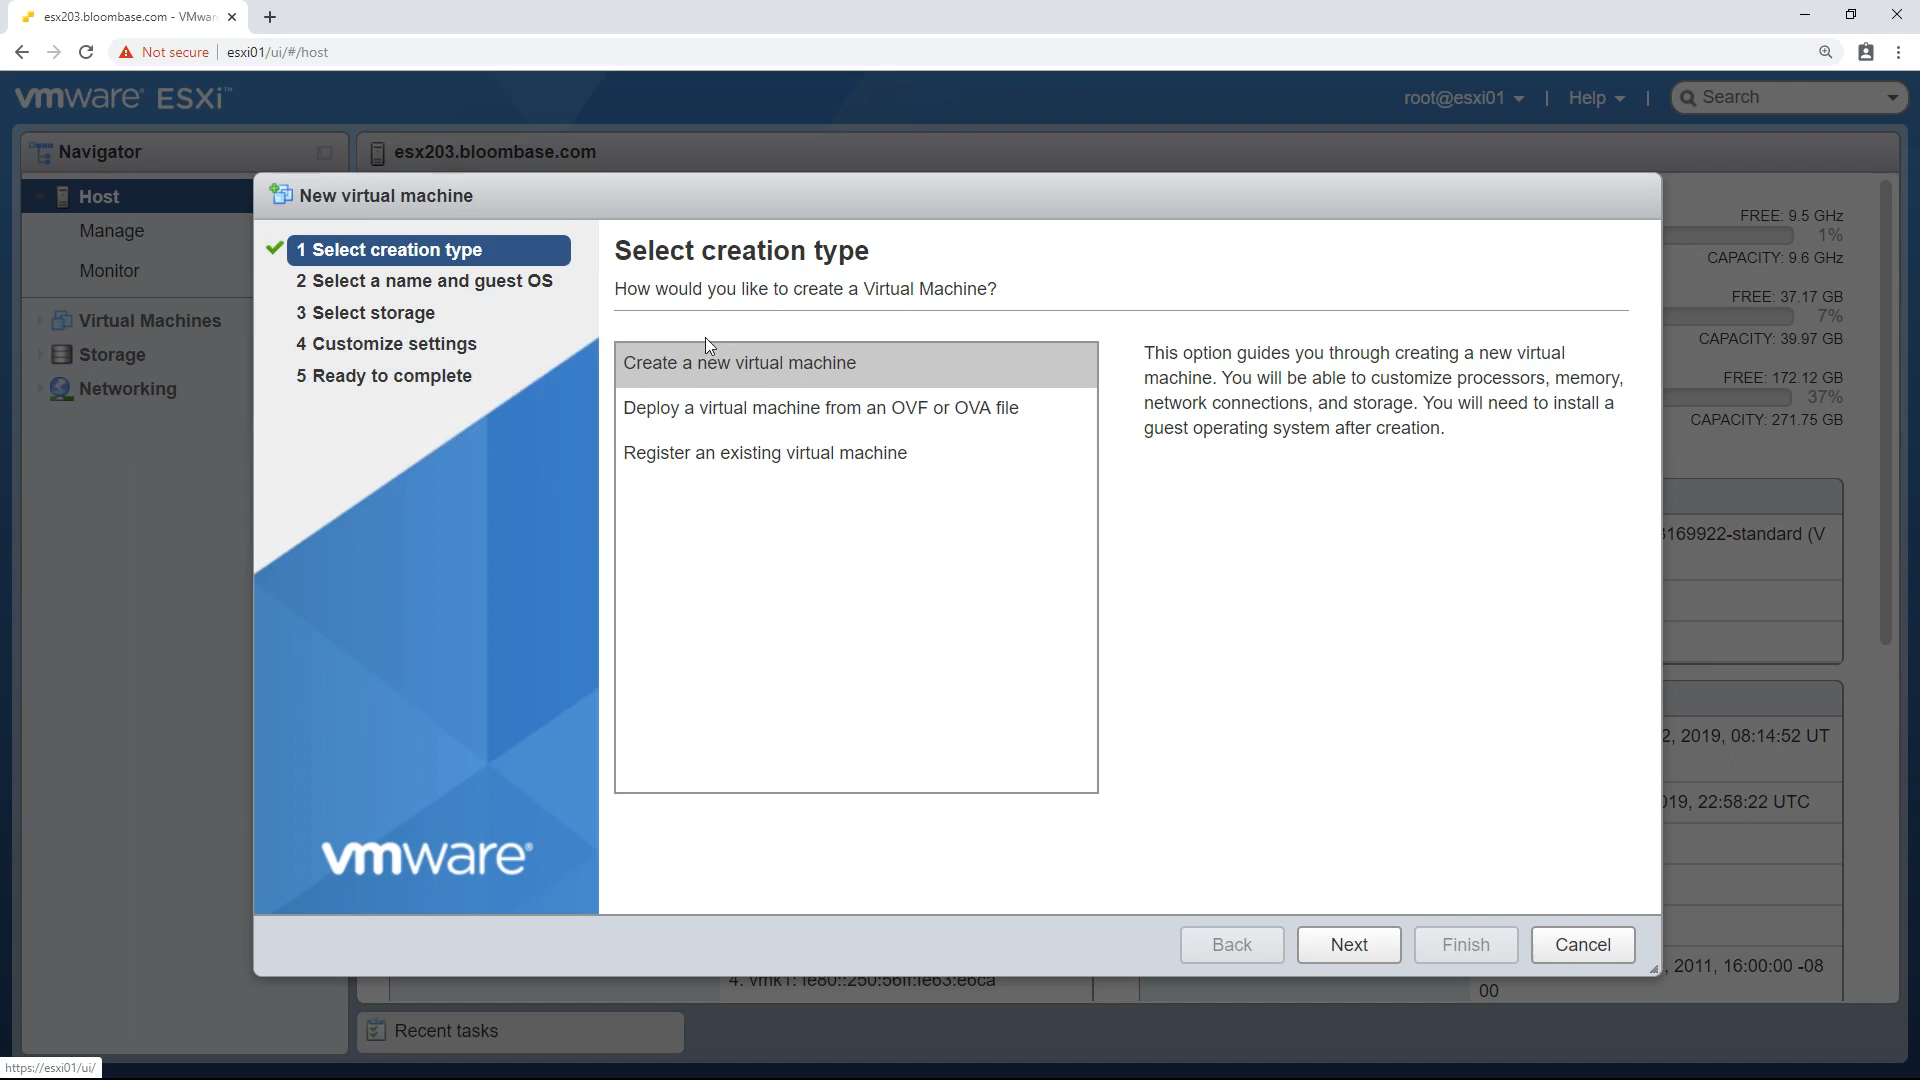 esx203.bloombase.com - VMwar
Not secure
esxi01/ui/#/host
vmware® ESXi™
root@esxi01
|
Help
|
Search
Navigator
esx203.bloombase.com
Host
Manage
Monitor
Virtual Machines
Storage
Networking
New virtual machine
1 Select creation type
2 Select a name and guest OS
3 Select storage
4 Customize settings
5 Ready to complete
vmware®
Select creation type
How would you like to create a Virtual Machine?
Create a new virtual machine
Deploy a virtual machine from an OVF or OVA file
Register an existing virtual machine
This option guides you through creating a new virtual
machine. You will be able to customize processors, memory,
network connections, and storage. You will need to install a
guest operating system after creation.
Back
Next
Finish
Cancel
FREE: 9.5 GHz
1%
CAPACITY: 9.6 GHz
FREE: 37.17 GB
7%
CAPACITY: 39.97 GB
FREE: 172.12 GB
37%
CAPACITY: 271.75 GB
169922-standard (V
2, 2019, 08:14:52 UT
019, 22:58:22 UTC
, 2011, 16:00:00 -08
00
4. vmk1: fe80::250:56ff:fe63:e6ca
Recent tasks
https://esxi01/ui/